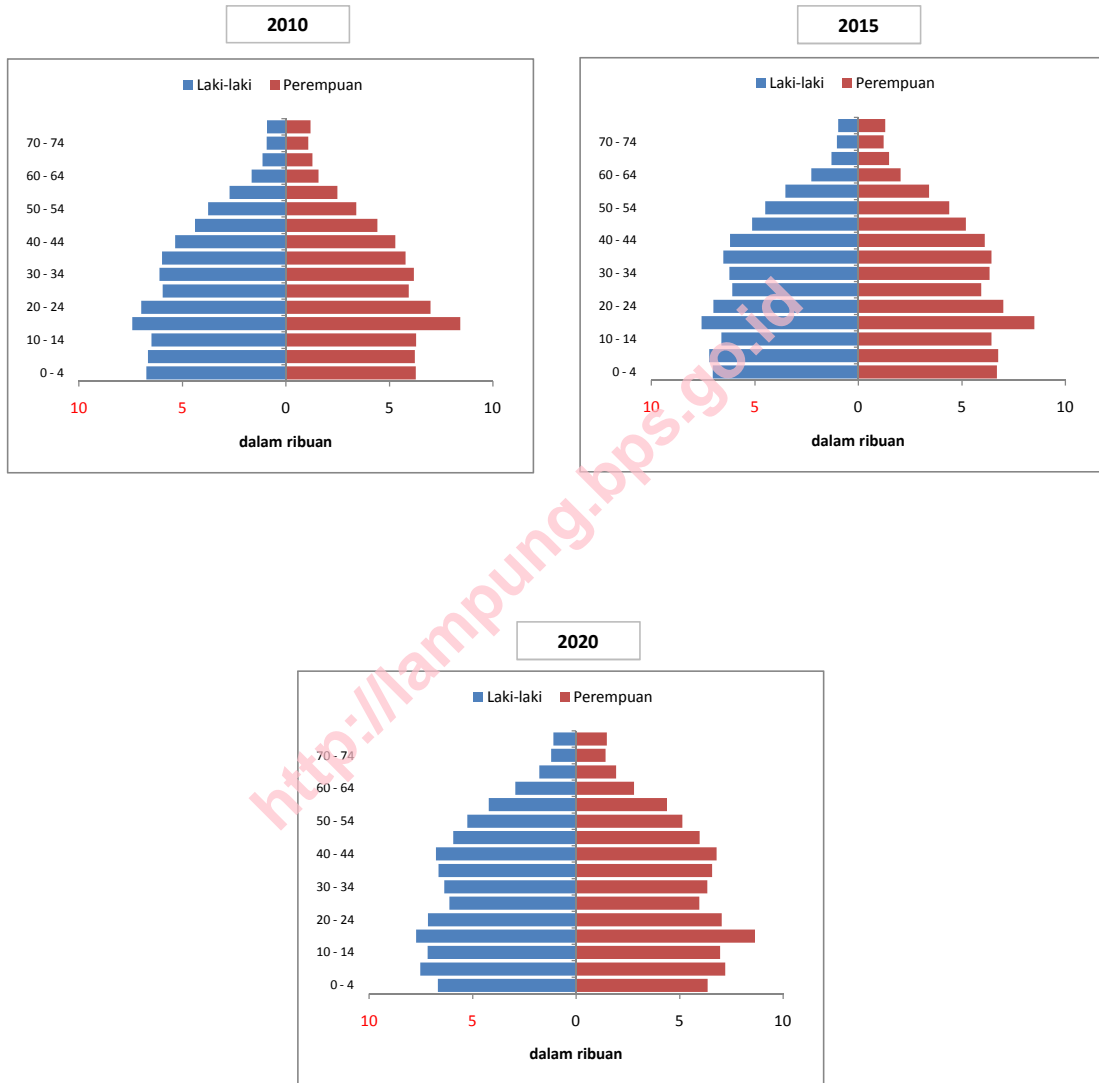 2010
Laki-laki Perempuan
70 - 74
60 - 64
50 - 54
40 - 44
30 - 34
20 - 24
10 - 14
0 - 4
10 5 0 5 10
dalam ribuan
2015
Laki-laki Perempuan
70 - 74
60 - 64
50 - 54
40 - 44
30 - 34
20 - 24
10 - 14
0 - 4
10 5 0 5 10
dalam ribuan
2020
Laki-laki Perempuan
70 - 74
60 - 64
50 - 54
40 - 44
30 - 34
20 - 24
10 - 14
0 - 4
10 5 0 5 10
dalam ribuan
http://lampung.bps.go.id